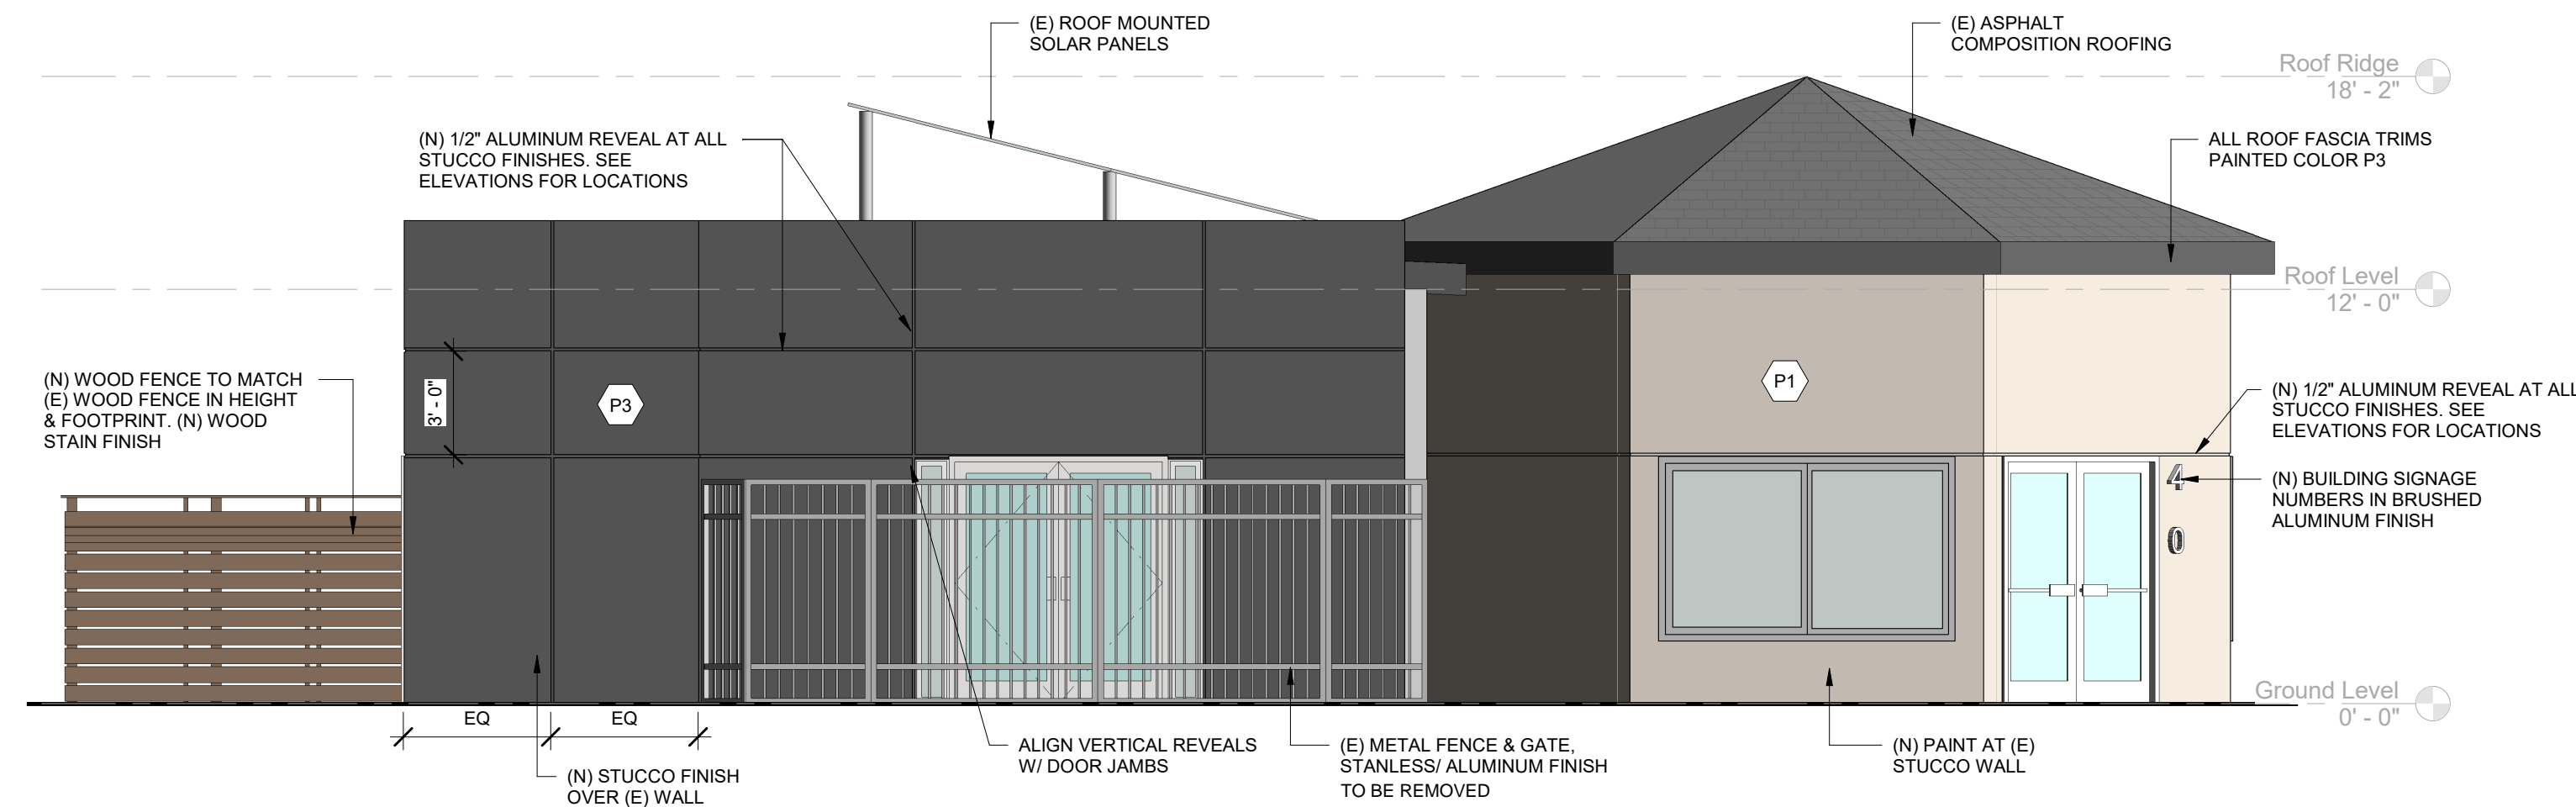 (E) ROOF MOUNTED
SOLAR PANELS
(E) ASPHALT
COMPOSITION ROOFING
Roof Ridge
18' - 2"
(N) 1/2" ALUMINUM REVEAL AT ALL
STUCCO FINISHES. SEE
ELEVATIONS FOR LOCATIONS
ALL ROOF FASCIA TRIMS
PAINTED COLOR P3
Roof Level
12' - 0"
(N) WOOD FENCE TO MATCH
(E) WOOD FENCE IN HEIGHT
& FOOTPRINT. (N) WOOD
STAIN FINISH
3' - 0"
P3
P1
(N) 1/2" ALUMINUM REVEAL AT ALL
STUCCO FINISHES. SEE
ELEVATIONS FOR LOCATIONS
4
0
(N) BUILDING SIGNAGE
NUMBERS IN BRUSHED
ALUMINUM FINISH
Ground Level
0' - 0"
EQ
EQ
(N) STUCCO FINISH
OVER (E) WALL
ALIGN VERTICAL REVEALS
W/ DOOR JAMBS
(E) METAL FENCE & GATE,
STANLESS/ ALUMINUM FINISH
TO BE REMOVED
(N) PAINT AT (E)
STUCCO WALL